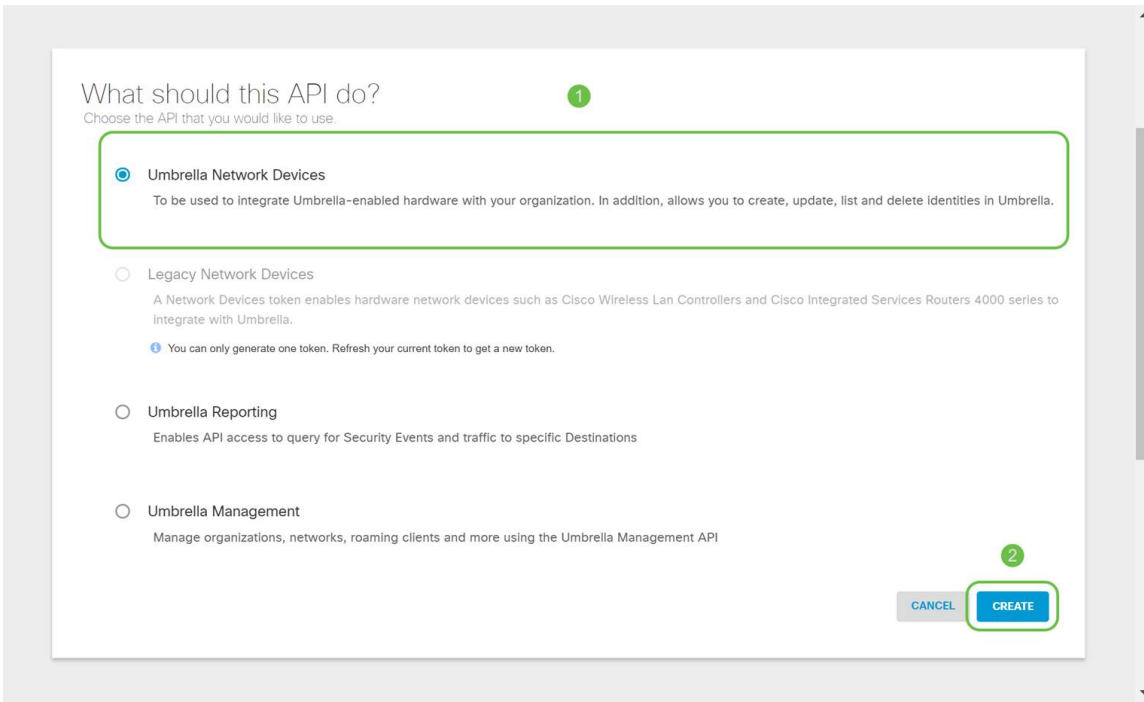 What should this API do?
1
Choose the API that you would like to use.
Umbrella Network Devices
To be used to integrate Umbrella-enabled hardware with your organization. In addition, allows you to create, update, list and delete identities in Umbrella.
Legacy Network Devices
A Network Devices token enables hardware network devices such as Cisco Wireless Lan Controllers and Cisco Integrated Services Routers 4000 series to
integrate with Umbrella.
You can only generate one token. Refresh your current token to get a new token.
Umbrella Reporting
Enables API access to query for Security Events and traffic to specific Destinations
Umbrella Management
Manage organizations, networks, roaming clients and more using the Umbrella Management API
2
CANCEL CREATE